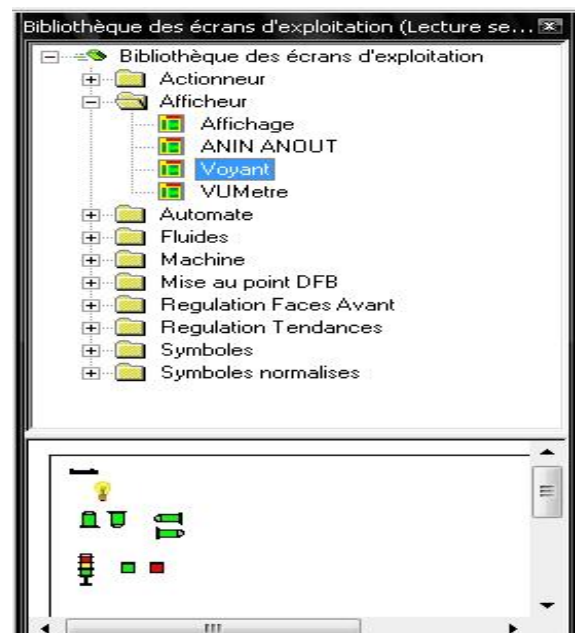 Bibliothèque des écrans d'exploitation (Lecture se...
Bibliothèque des écrans d'exploitation
Actionneur
Afficheur
Affichage
ANIN ANOUT
Voyant
VUMetre
Automate
Fluides
Machine
Mise au point DFB
Regulation Faces Avant
Regulation Tendances
Symboles
Symboles normalises